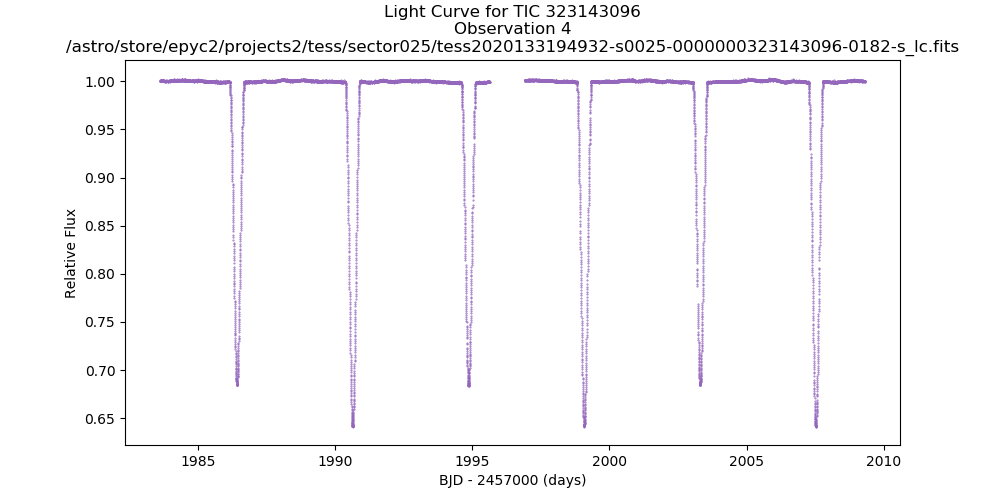 Light Curve for TIC 323143096
Observation 4
/astro/store/epyc2/projects2/tess/sector025/tess2020133194932-s0025-0000000323143096-0182-s_lc.fits
1.00
0.95
0.90
0.85
0.80
0.75
0.70
0.65
Relative Flux
1985 1990 1995 2000 2005 2010
BJD - 2457000 (days)